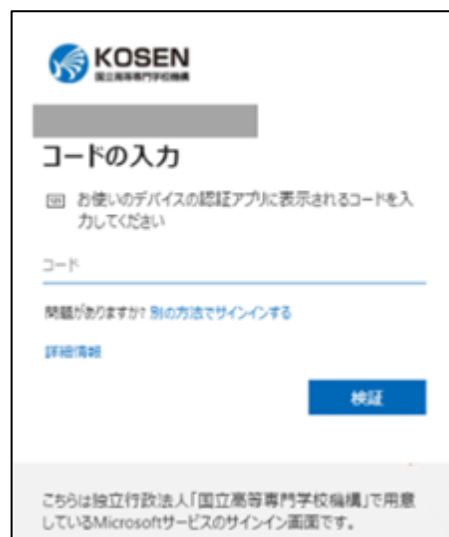 KOSEN
国立高等専門学校機構
コードの入力
お使いのデバイスの認証アプリに表示されるコードを入
力してください
コード
問題がありますか? 別の方法でサインインする
詳細情報
検証
こちらは独立行政法人「国立高等専門学校機構」で用意
しているMicrosoftサービスのサインイン画面です。